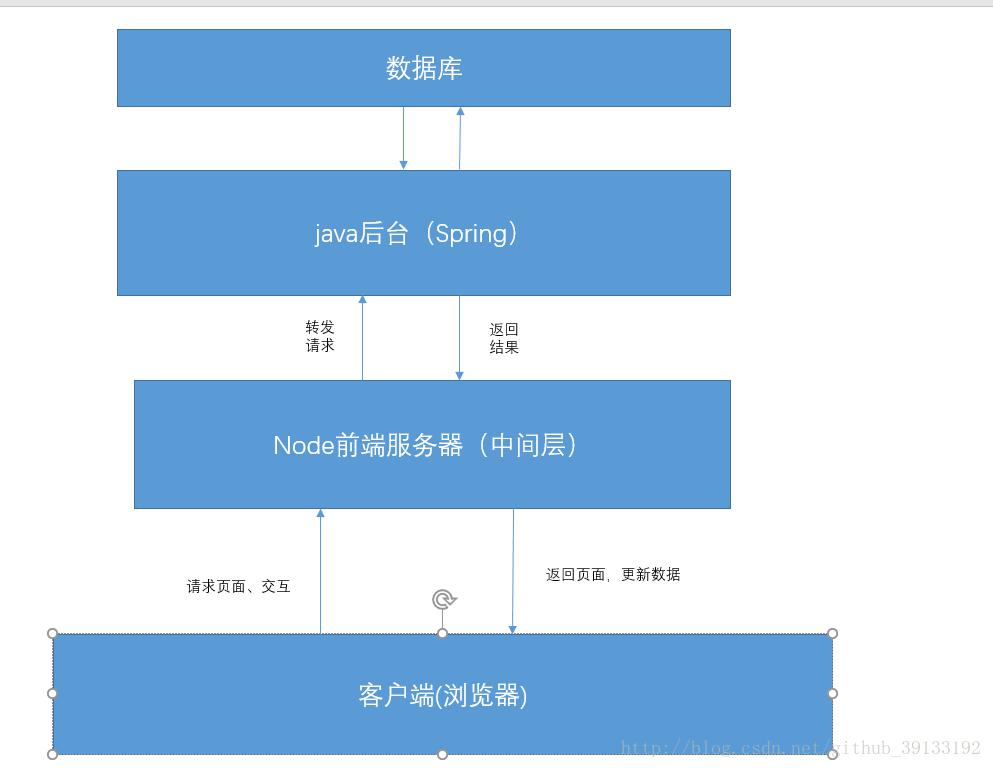 数据库
java后台（Spring）
转发
请求
返回
结果
Node前端服务器（中间层）
请求页面、交互
返回页面，更新数据
客户端(浏览器)
http://blog.csdn.net/github_39133192